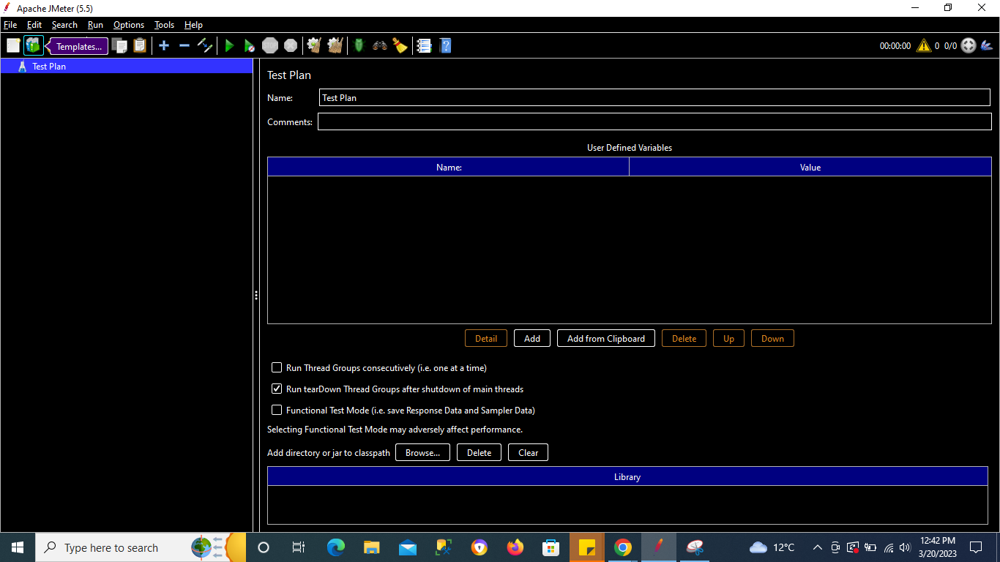 Apache JMeter (5.5)
File Edit Search Run Options Tools Help
Templates...
STOP
00:00:00 0 0/0
Test Plan
Test Plan
Name: Test Plan
Comments:
User Defined Variables
Name: Value
Detail Add Add from Clipboard Delete Up Down
Run Thread Groups consecutively (i.e. one at a time)
Run tearDown Thread Groups after shutdown of main threads
Functional Test Mode (i.e. save Response Data and Sampler Data)
Selecting Functional Test Mode may adversely affect performance.
Add directory or jar to classpath Browse... Delete Clear
Library
Type here to search
12°C
12:42 PM
3/20/2023